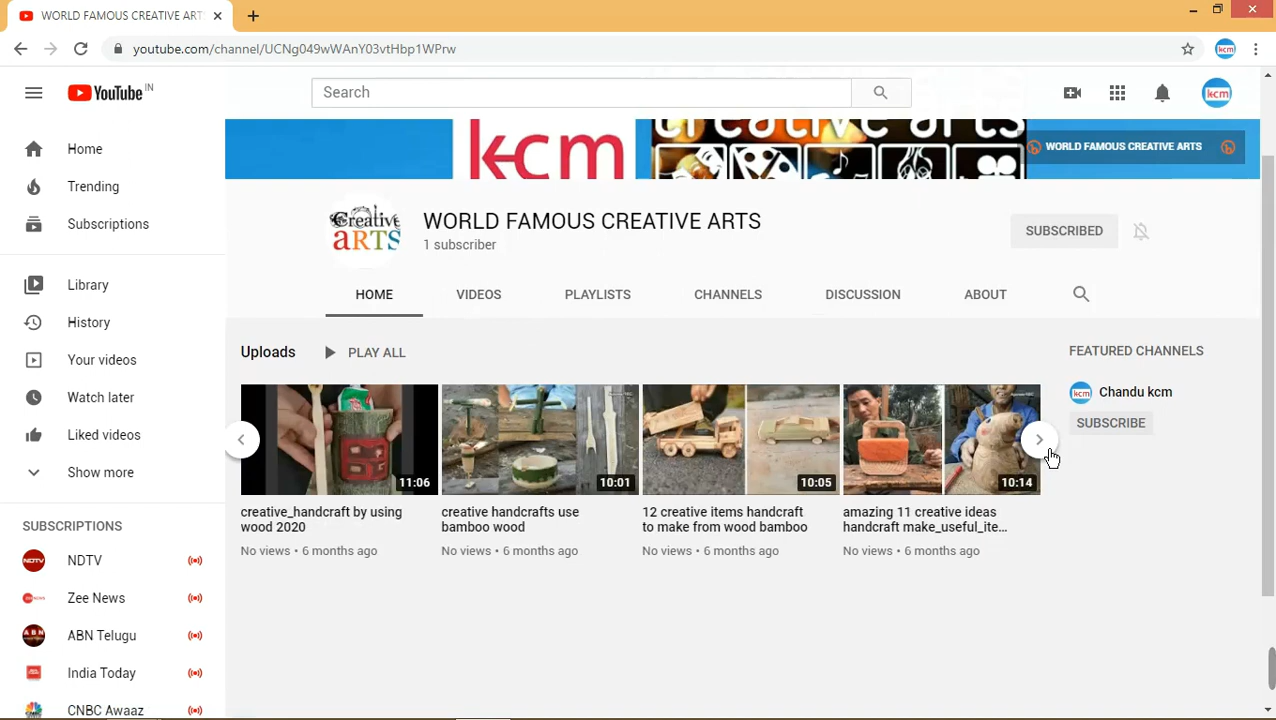 WORLD FAMOUS CREATIVE ART
youtube.com/channel/UCNg049wWAnY03vtHbp1WPrw
kcm
YouTube IN
Search
kcm
Home
Trending
Subscriptions
Library
History
Your videos
Watch later
Liked videos
Show more
SUBSCRIPTIONS
NDTV
Zee News
ABN Telugu
India Today
CNBC Awaaz
kcm
creative arts
WORLD FAMOUS CREATIVE ARTS
Creative
aRTS
WORLD FAMOUS CREATIVE ARTS
1 subscriber
SUBSCRIBED
HOME VIDEOS PLAYLISTS CHANNELS DISCUSSION ABOUT
Uploads PLAY ALL
11:06
creative_handcraft by using
wood 2020
No views • 6 months ago
10:01
creative handcrafts use
bamboo wood
No views • 6 months ago
10:05
12 creative items handcraft
to make from wood bamboo
No views • 6 months ago
10:14
amazing 11 creative ideas
handcraft make_useful_ite...
No views • 6 months ago
FEATURED CHANNELS
kcm
Chandu kcm
SUBSCRIBE